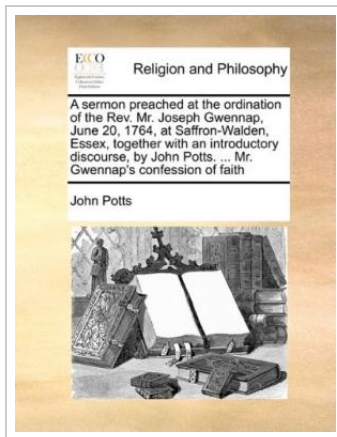 ECCO
Religion and Philosophy
A sermon preached at the ordination
of the Rev. Mr. Joseph Gwennap,
June 20, 1764, at Saffron-Walden,
Essex, together with an introductory
discourse, by John Potts. ... Mr.
Gwennap's confession of faith
John Potts